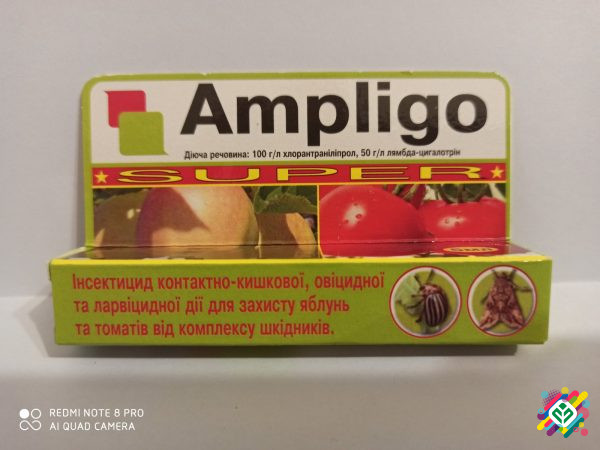 Ampligo
Діюча речовина: 100 г/л хлорантраніліпрол, 50 г/л лямбда-цигалотрін
SUPER
5МЛ
Інсектицид контактно-кишкової, овіцидної
та ларвіцидної дії для захисту яблунь
та томатів від комплексу шкідників.
REDMI NOTE 8 PRO
AI QUAD CAMERA